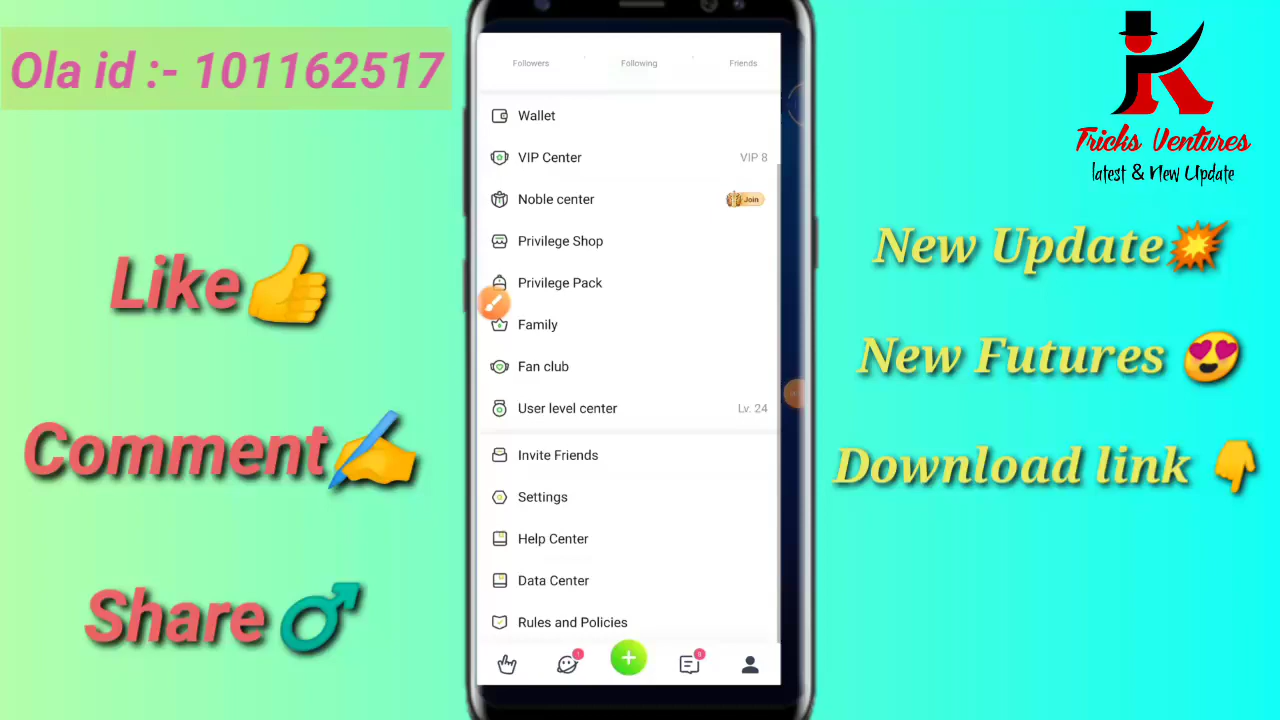 Ola id :- 101162517
Like👍
Comment✍
Share♂
Followers
Following
Friends
Wallet
VIP Center
VIP 8
Noble center
Join
Privilege Shop
Privilege Pack
Family
Fan club
User level center
Lv. 24
Invite Friends
Settings
Help Center
Data Center
Rules and Policies
1
9
Tricks Ventures
latest & New Update
New Update💥
New Futures 😍
Download link 👇